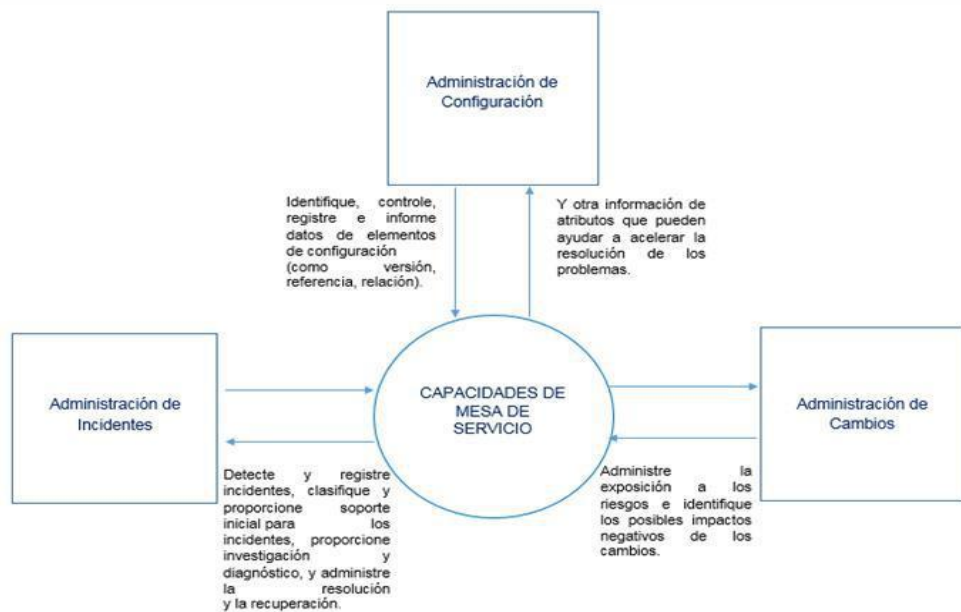 Administración de
Configuración
Identifique, controle,
registre e informe
datos de elementos
de configuración
(como versión,
referencia, relación).
Y otra información de
atributos que pueden
ayudar a acelerar la
resolución de los
problemas.
Administración de
Incidentes
CAPACIDADES DE
MESA DE
SERVICIO
Administración de
Cambios
Detecte y registre
incidentes, clasifique y
proporcione soporte
inicial para los
incidentes, proporcione
investigación y
diagnóstico, y administre
la resolución
y la recuperación.
Administre la
exposición a los
riesgos e identifique
los posibles impactos
negativos de los
cambios.